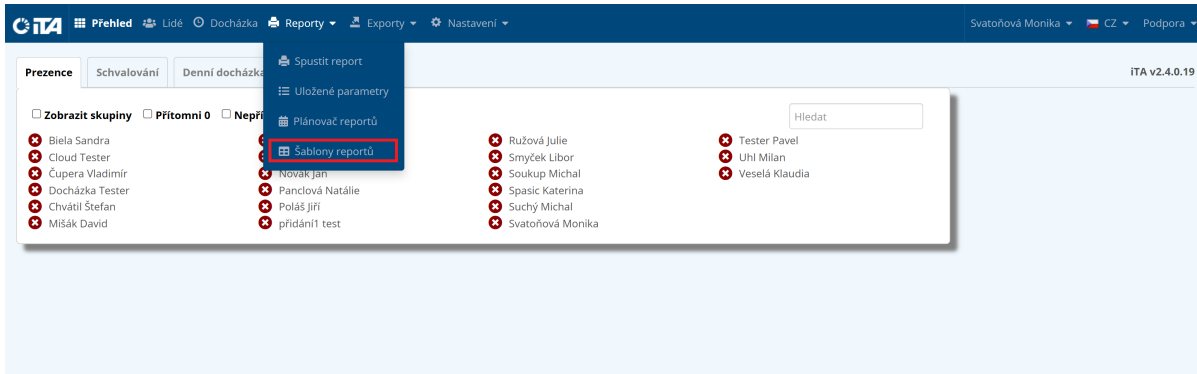 iTA Přehled Lidé Docházka Reporty Exporty Nastavení Svatoňová Monika CZ Podpora
Spustit report
Uložené parametry
Plánovač reportů
Šablony reportů
Prezence Schvalování Denní docházka iTA v2.4.0.19
Zobrazit skupiny Přítomni 0 Hledat
Biela Sandra Ružová Julie Tester Pavel
Cloud Tester Smyček Libor Uhl Milan
Čupera Vladimír Novák Jan Soukup Michal Veselá Klaudia
Docházka Tester Panclová Natálie Spasic Katerina
Chvátil Štefan Poláš Jiří Suchý Michal
Mišák David přidání1 test Svatoňová Monika